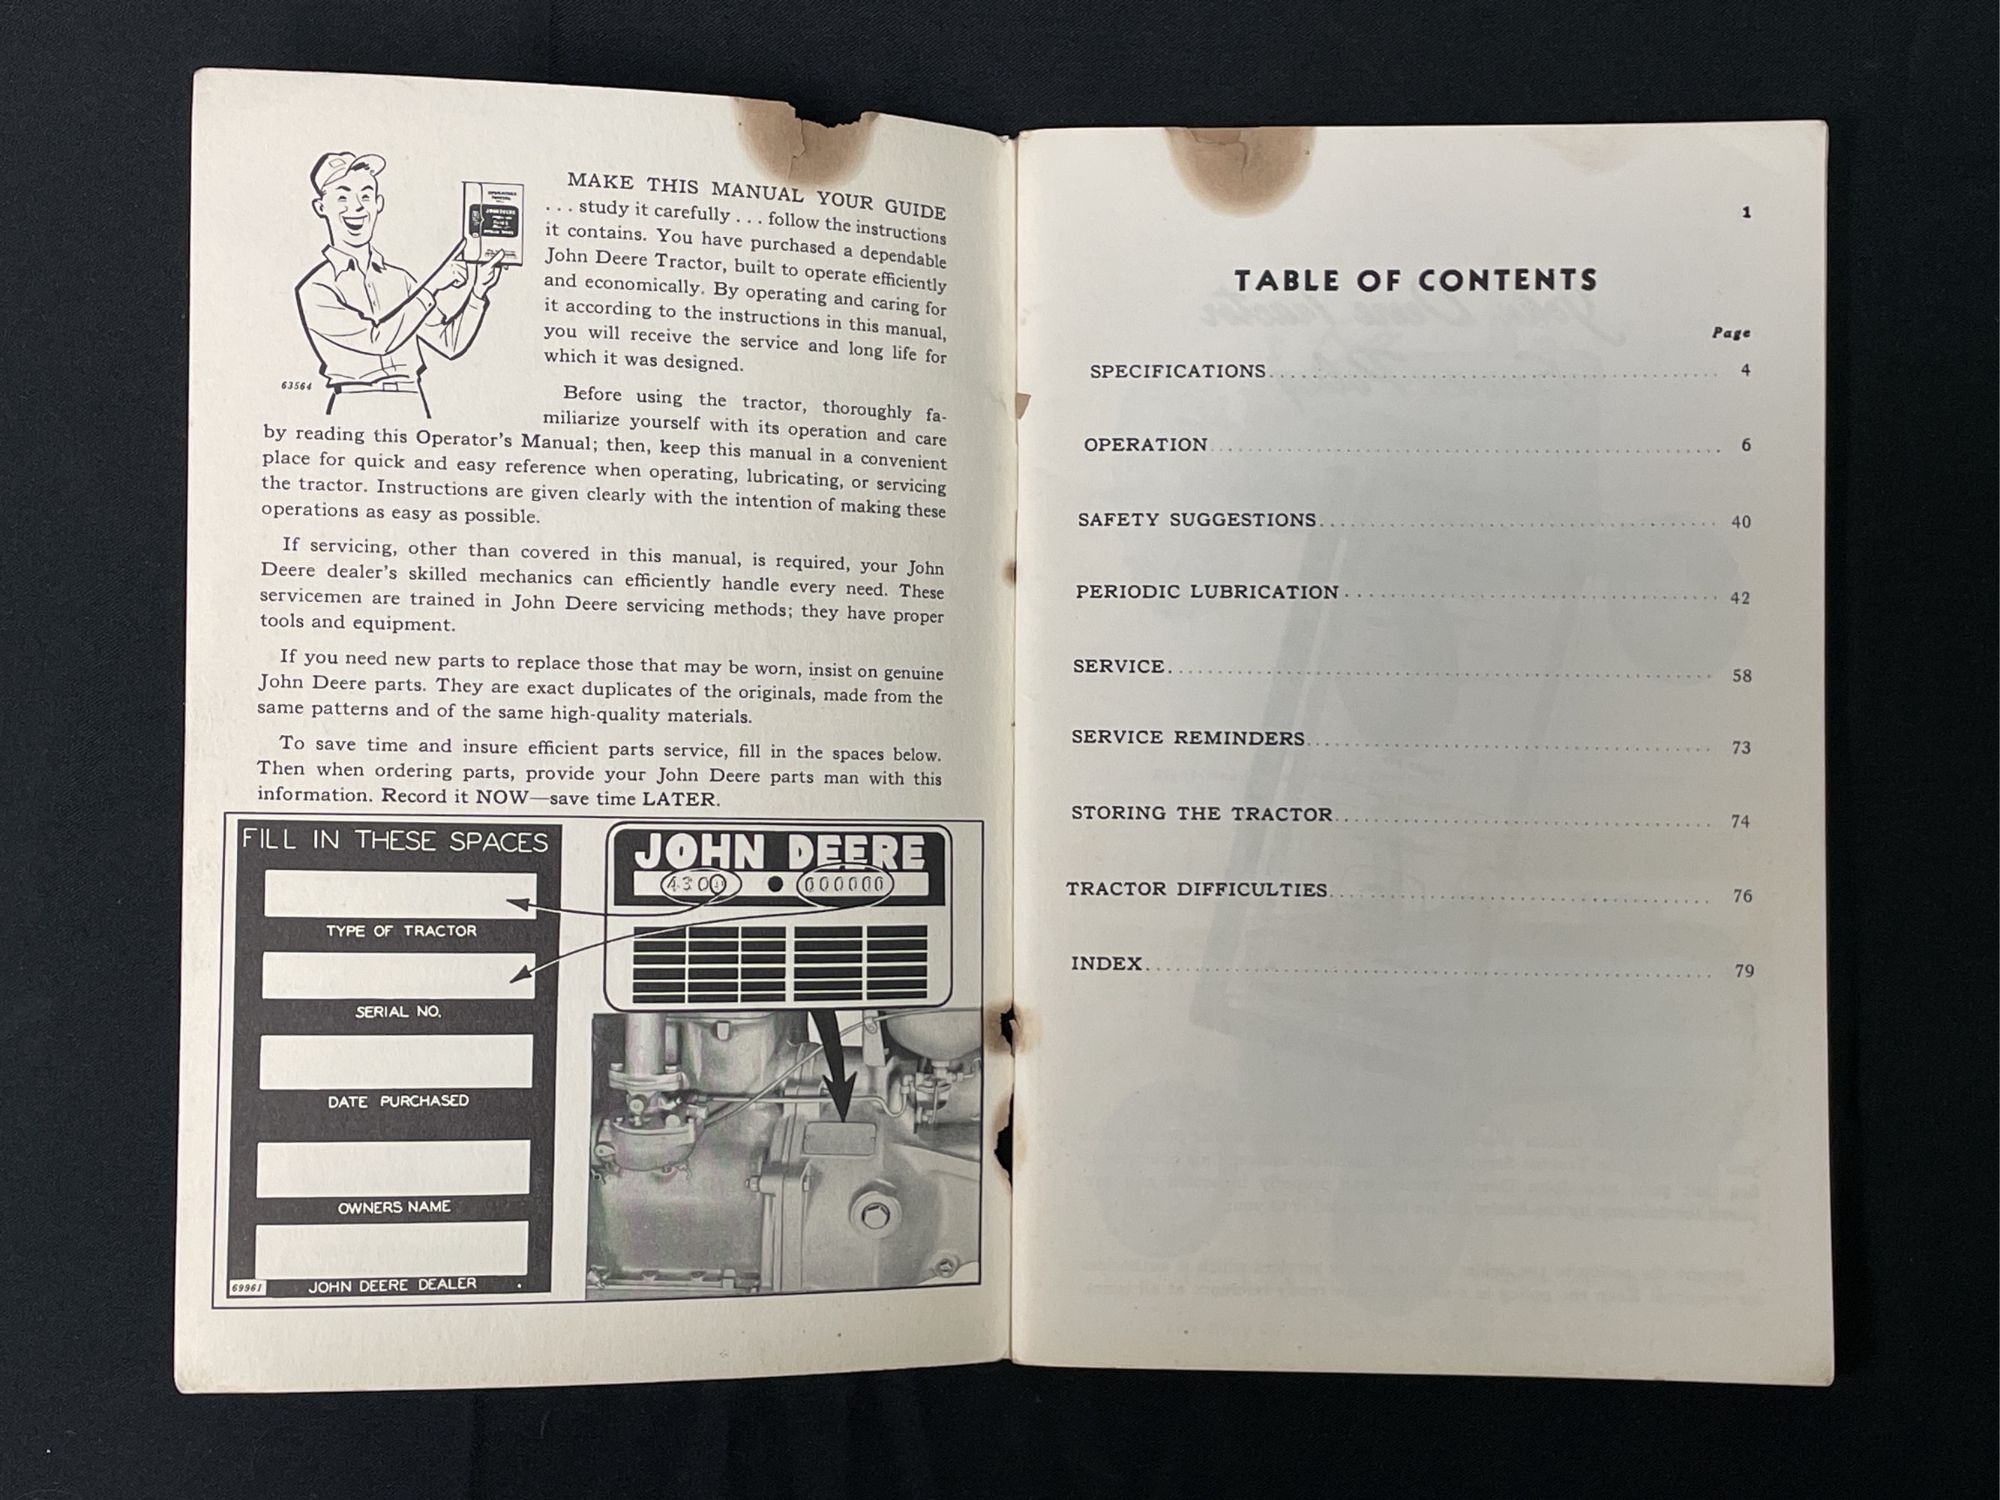 MAKE THIS MANUAL YOUR GUIDE
. . . study it carefully . . . follow the instructions
it contains. You have purchased a dependable
John Deere Tractor, built to operate efficiently
and economically. By operating and caring for
it according to the instructions in this manual,
you will receive the service and long life for
which it was designed.
63564
JOHN DEERE
Before using the tractor, thoroughly fa-
miliarize yourself with its operation and care
by reading this Operator's Manual; then, keep this manual in a convenient
place for quick and easy reference when operating, lubricating, or servicing
the tractor. Instructions are given clearly with the intention of making these
operations as easy as possible.
If servicing, other than covered in this manual, is required, your John
Deere dealer's skilled mechanics can efficiently handle every need. These
servicemen are trained in John Deere servicing methods; they have proper
tools and equipment.
If you need new parts to replace those that may be worn, insist on genuine
John Deere parts. They are exact duplicates of the originals, made from the
same patterns and of the same high-quality materials.
To save time and insure efficient parts service, fill in the spaces below.
Then when ordering parts, provide your John Deere parts man with this
information. Record it NOW—save time LATER.
FILL IN THESE SPACES
TYPE OF TRACTOR
SERIAL NO.
DATE PURCHASED
OWNERS NAME
JOHN DEERE DEALER
69961
JOHN DEERE
000000
1
TABLE OF CONTENTS
Page
SPECIFICATIONS. . . . . . . . . . . . . . . . . . . . 4
OPERATION. . . . . . . . . . . . . . . . . . . . 6
SAFETY SUGGESTIONS. . . . . . . . . . . . . . . . . . . . 40
PERIODIC LUBRICATION. . . . . . . . . . . . . . . . . . . . 42
SERVICE. . . . . . . . . . . . . . . . . . . . 58
SERVICE REMINDERS. . . . . . . . . . . . . . . . . . . . 73
STORING THE TRACTOR. . . . . . . . . . . . . . . . . . . . 74
TRACTOR DIFFICULTIES. . . . . . . . . . . . . . . . . . . . 76
INDEX. . . . . . . . . . . . . . . . . . . . 79